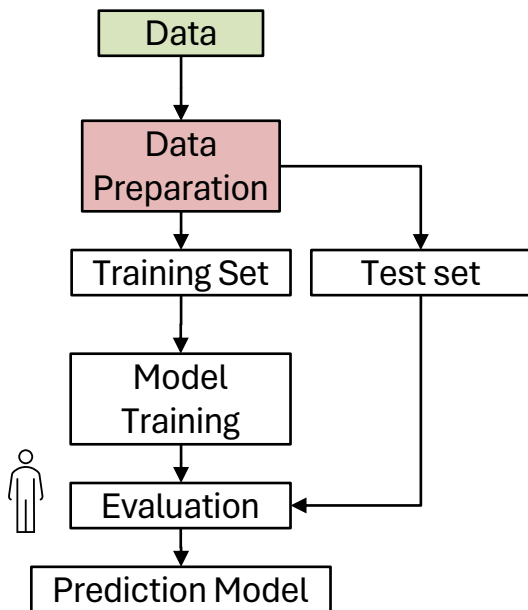 Data
Data
Preparation
Training Set
Test set
Model
Training
Evaluation
Prediction Model